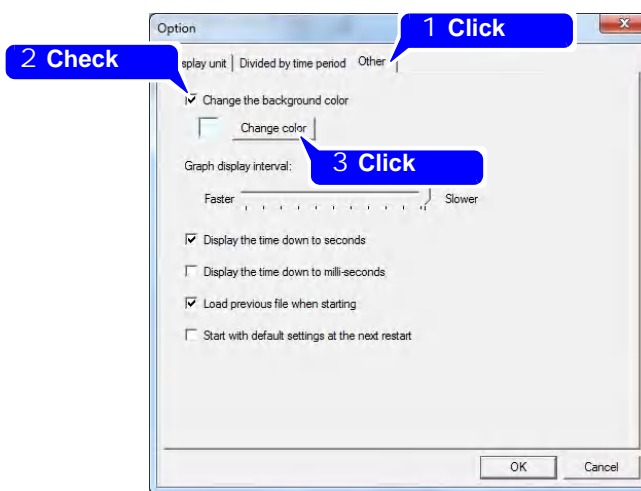 Option
1 Click
2 Check
splay unit Divided by time period Other
Change the background color
Change color
3 Click
Graph display interval:
Faster Slower
Display the time down to seconds
Display the time down to milli-seconds
Load previous file when starting
Start with default settings at the next restart
OK Cancel